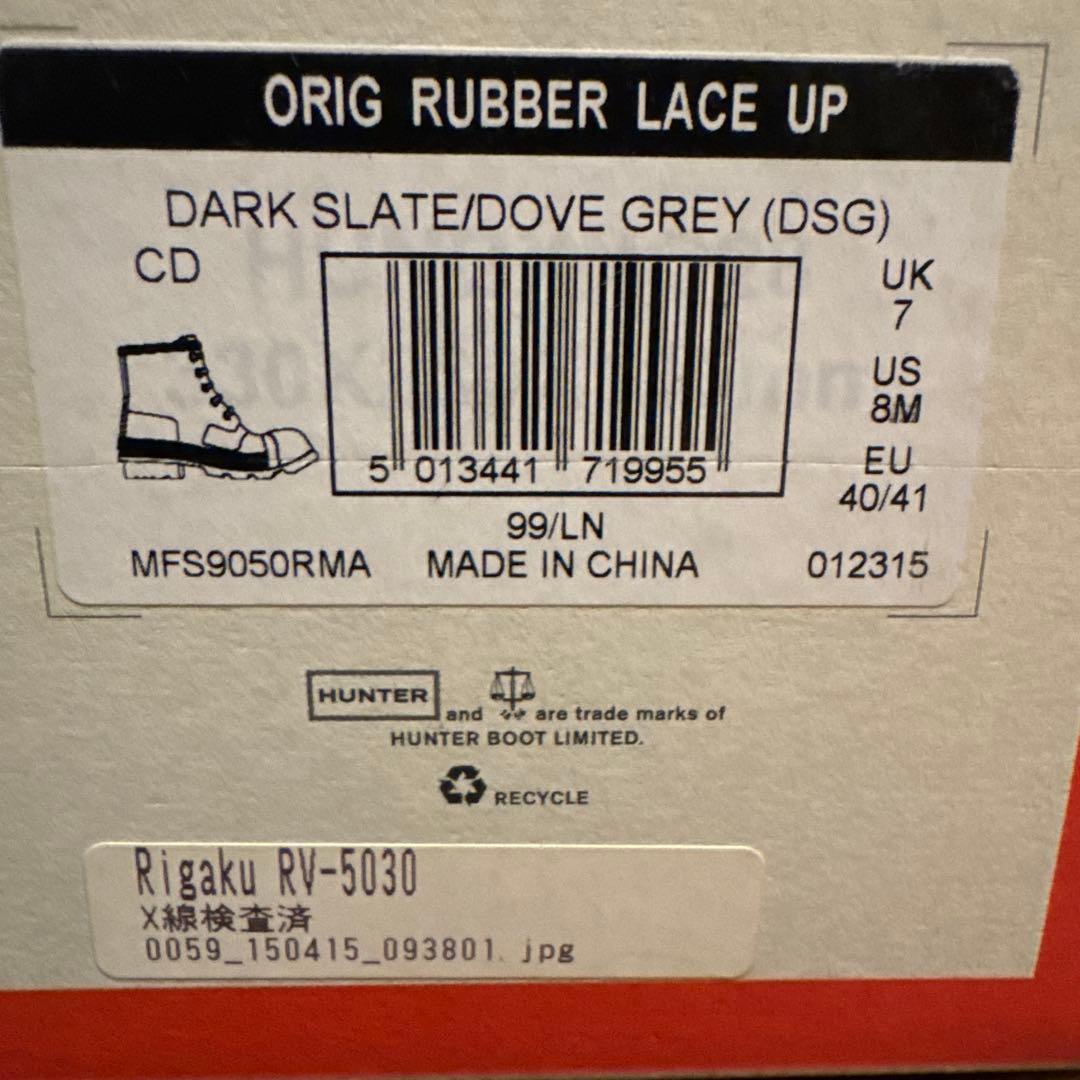 ORIG RUBBER LACE UP
DARK SLATE/DOVE GREY (DSG)
CD
UK
7
US
8M
EU
40/41
5 013441 719955
99/LN
MFS9050RMA MADE IN CHINA 012315
HUNTER and are trade marks of
HUNTER BOOT LIMITED.
RECYCLE
Rigaku RV-5030
X線検査済
0059_150415_093801.jpg